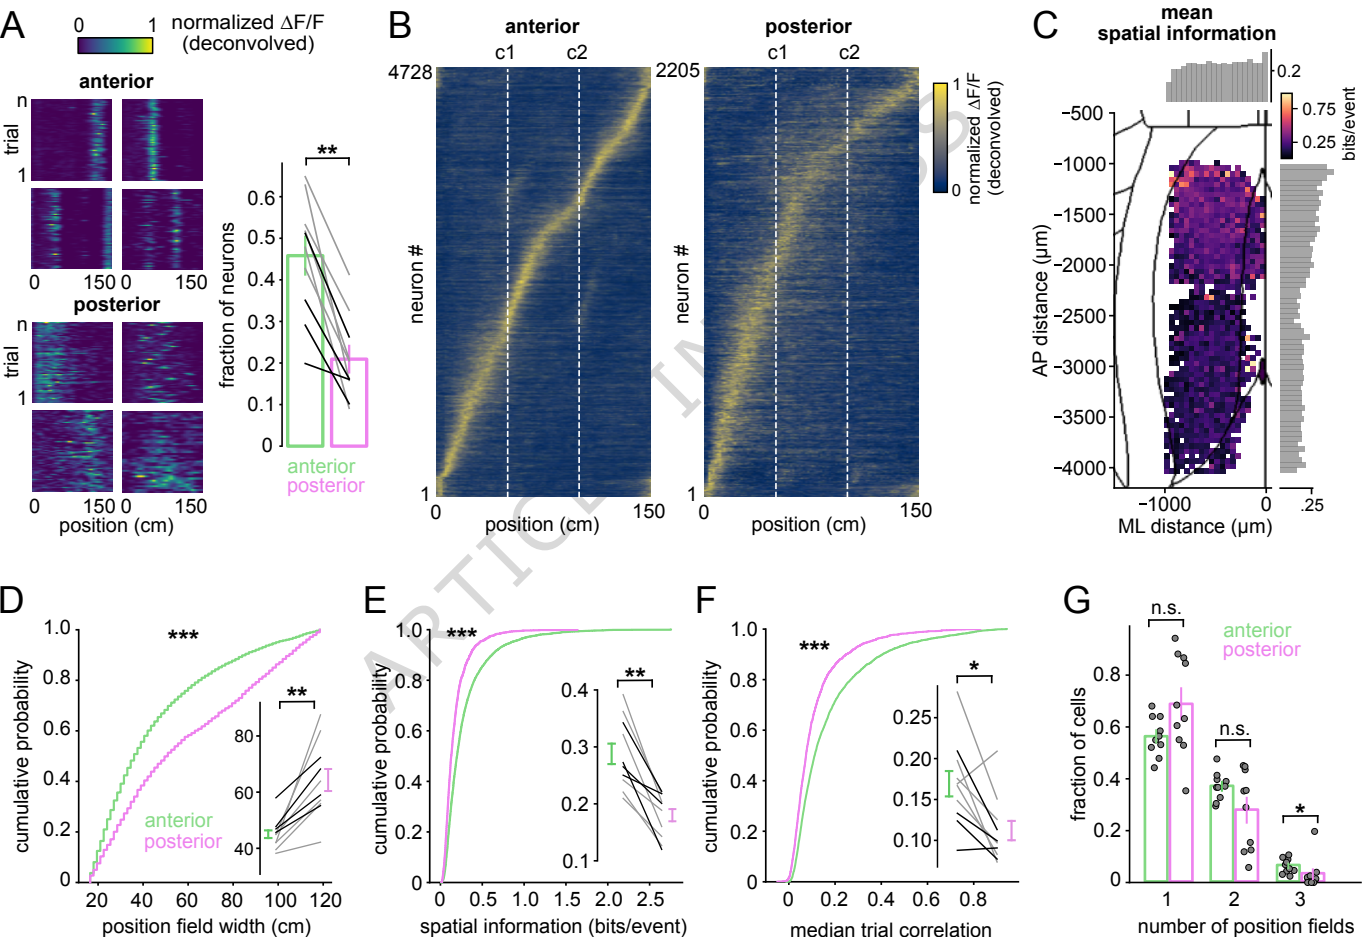 A
0 1
normalized ΔF/F
(deconvolved)
anterior
n
trial
1
0 150 0 150
posterior
n
trial
1
0 150 0 150
position (cm)
**
fraction of neurons
0.6
0.5
0.4
0.3
0.2
0.1
0
anterior
posterior
B
anterior
c1 c2
4728
neuron #
1
0 150
position (cm)
posterior
c1 c2
2205
neuron #
1
0 150
position (cm)
1
0
normalized ΔF/F
(deconvolved)
ARTICLE IN
C
mean
spatial information
0.2
0.75
0.25
bits/event
−500
−1000
−1500
−2000
−2500
−3000
−3500
−4000
AP distance (µm)
−1000 0
.25
ML distance (µm)
D
1.0
0.8
0.6
0.4
0.2
0
cumulative probability
***
**
80
60
40
anterior
posterior
20 40 60 80 100 120
position field width (cm)
E
1.0
0.8
0.6
0.4
0.2
0
cumulative probability
***
**
0.4
0.3
0.2
0.1
0 0.5 1.0 1.5 2.0 2.5
spatial information (bits/event)
F
1.0
0.8
0.6
0.4
0.2
0
cumulative probability
***
*
0.25
0.20
0.15
0.10
0 0.2 0.4 0.6 0.8
median trial correlation
G
n.s.
anterior
posterior
n.s.
*
0.8
0.6
0.4
0.2
0
fraction of cells
1 2 3
number of position fields